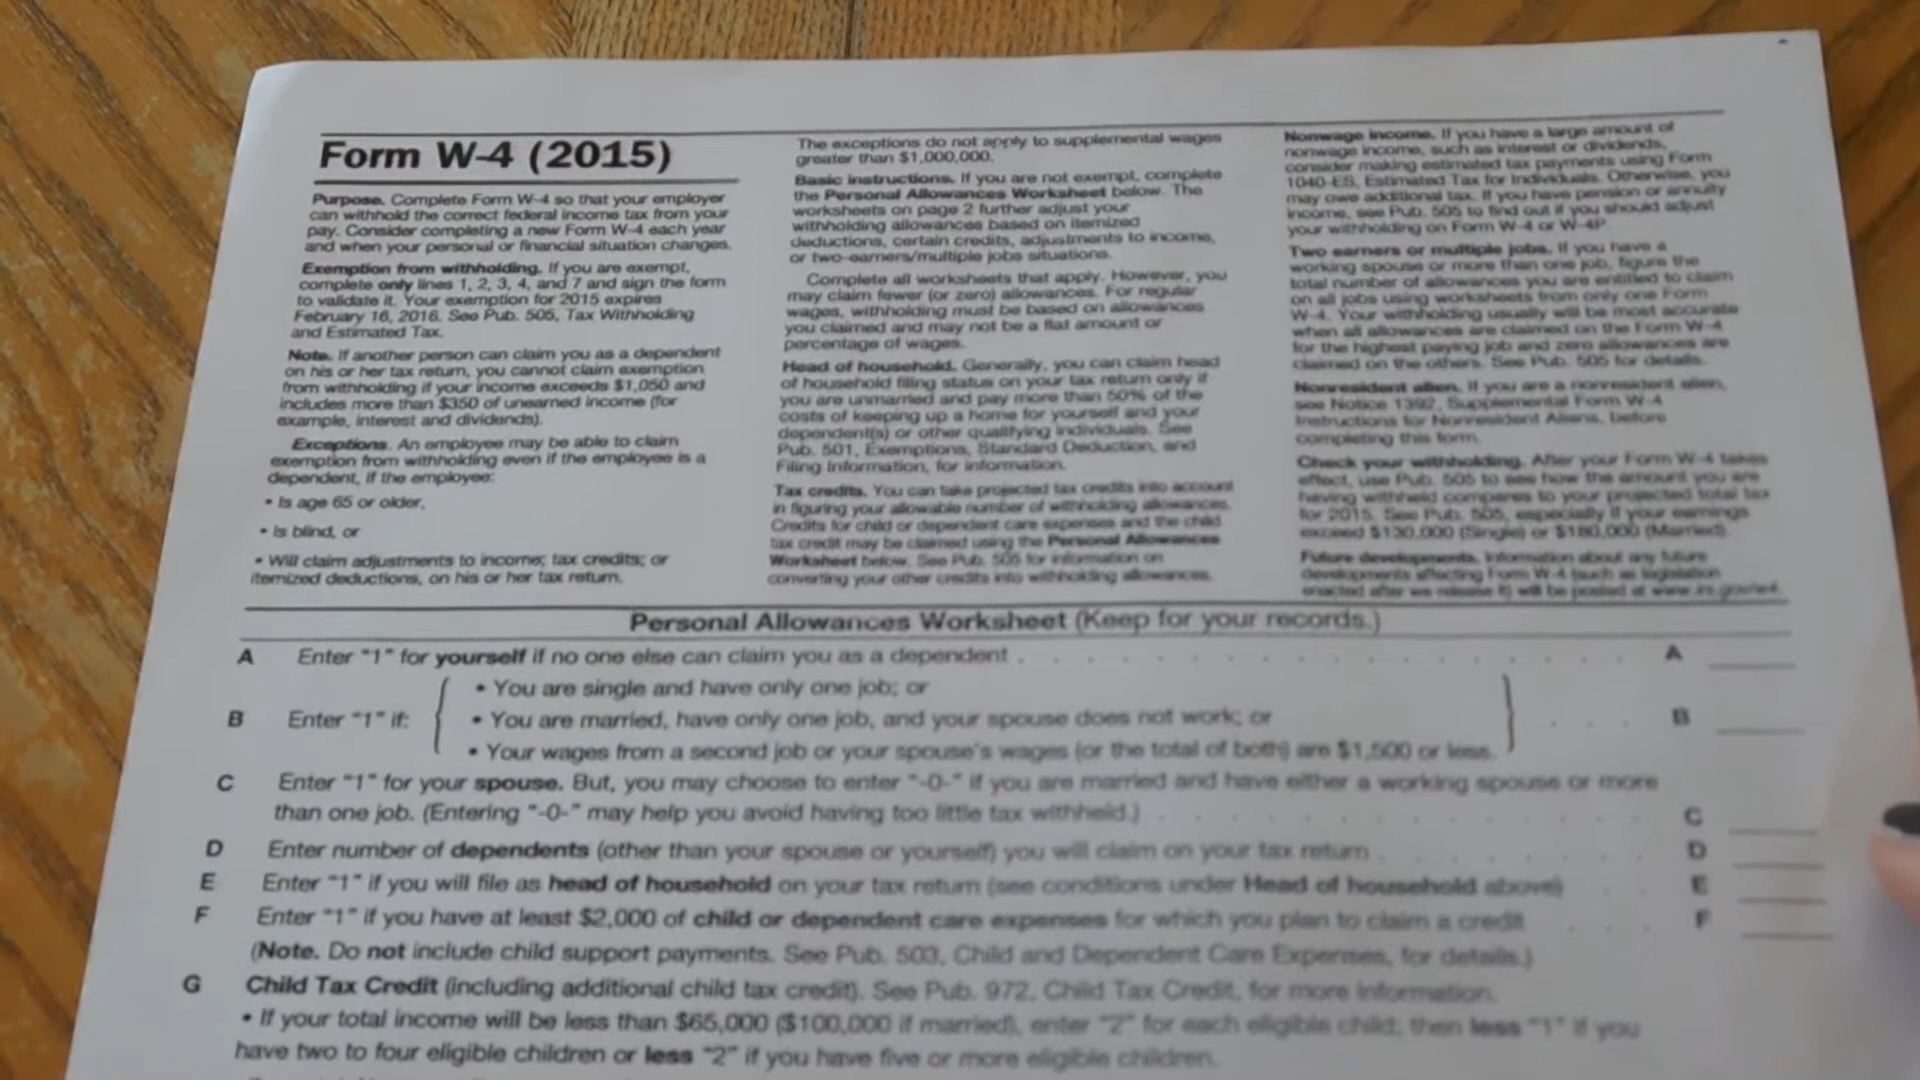 Form W-4 (2015)
Purpose. Complete Form W-4 so that your employer
can withhold the correct federal income tax from your
pay. Consider completing a new Form W-4 each year
and when your personal or financial situation changes.
Exemption from withholding. If you are exempt,
complete only lines 1, 2, 3, 4, and 7 and sign the form
to validate it. Your exemption for 2015 expires
February 16, 2016. See Pub. 505, Tax Withholding
and Estimated Tax.
Note. If another person can claim you as a dependent
on his or her tax return, you cannot claim exemption
from withholding if your income exceeds $1,050 and
includes more than $350 of unearned income (for
example, interest and dividends).
Exceptions. An employee may be able to claim
exemption from withholding even if the employee is a
dependent, if the employee:
• Is age 65 or older,
• Is blind, or
• Will claim adjustments to income; tax credits; or
itemized deductions, on his or her tax return.
The exceptions do not apply to supplemental wages
greater than $1,000,000.
Basic instructions. If you are not exempt, complete
the Personal Allowances Worksheet below. The
worksheets on page 2 further adjust your
withholding allowances based on itemized
deductions, certain credits, adjustments to income,
or two-earners/multiple jobs situations.
Complete all worksheets that apply. However, you
may claim fewer (or zero) allowances. For regular
wages, withholding must be based on allowances
you claimed and may not be a flat amount or
percentage of wages.
Head of household. Generally, you can claim head
of household filing status on your tax return only if
you are unmarried and pay more than 50% of the
costs of keeping up a home for yourself and your
dependent(s) or other qualifying individuals. See
Pub. 501, Exemptions, Standard Deduction, and
Filing Information, for information.
Tax credits. You can take projected tax credits into account
in figuring your allowable number of withholding allowances.
Credits for child or dependent care expenses and the child
tax credit may be claimed using the Personal Allowances
Worksheet below. See Pub. 505 for information on
converting your other credits into withholding allowances.
Nonwage income. If you have a large amount of
nonwage income, such as interest or dividends,
consider making estimated tax payments using Form
1040-ES, Estimated Tax for Individuals. Otherwise, you
may owe additional tax. If you have pension or annuity
income, see Pub. 505 to find out if you should adjust
your withholding on Form W-4 or W-4P.
Two earners or multiple jobs. If you have a
working spouse or more than one job, figure the
total number of allowances you are entitled to claim
on all jobs using worksheets from only one Form
W-4. Your withholding usually will be most accurate
when all allowances are claimed on the Form W-4
for the highest paying job and zero allowances are
claimed on the others. See Pub. 505 for details.
Nonresident alien. If you are a nonresident alien,
see Notice 1392, Supplemental Form W-4
Instructions for Nonresident Aliens, before
completing this form.
Check your withholding. After your Form W-4 takes
effect, use Pub. 505 to see how the amount you are
having withheld compares to your projected total tax
for 2015. See Pub. 505, especially if your earnings
exceed $130,000 (Single) or $180,000 (Married).
Future developments. Information about any future
developments affecting Form W-4 (such as legislation
enacted after we release it) will be posted at www.irs.gov/w4.
Personal Allowances Worksheet (Keep for your records.)
A Enter "1" for yourself if no one else can claim you as a dependent . A
• You are single and have only one job; or
B Enter "1" if: • You are married, have only one job, and your spouse does not work; or B
• Your wages from a second job or your spouse's wages (or the total of both) are $1,500 or less.
C Enter "1" for your spouse. But, you may choose to enter "-0-" if you are married and have either a working spouse or more
than one job. (Entering "-0-" may help you avoid having too little tax withheld.) C
D Enter number of dependents (other than your spouse or yourself) you will claim on your tax return D
E Enter "1" if you will file as head of household on your tax return (see conditions under Head of household above) E
F Enter "1" if you have at least $2,000 of child or dependent care expenses for which you plan to claim a credit F
(Note. Do not include child support payments. See Pub. 503, Child and Dependent Care Expenses, for details.)
G Child Tax Credit (including additional child tax credit). See Pub. 972, Child Tax Credit, for more information.
• If your total income will be less than $65,000 ($100,000 if married), enter "2" for each eligible child; then less "1" if you
have two to four eligible children or less "2" if you have five or more eligible children.